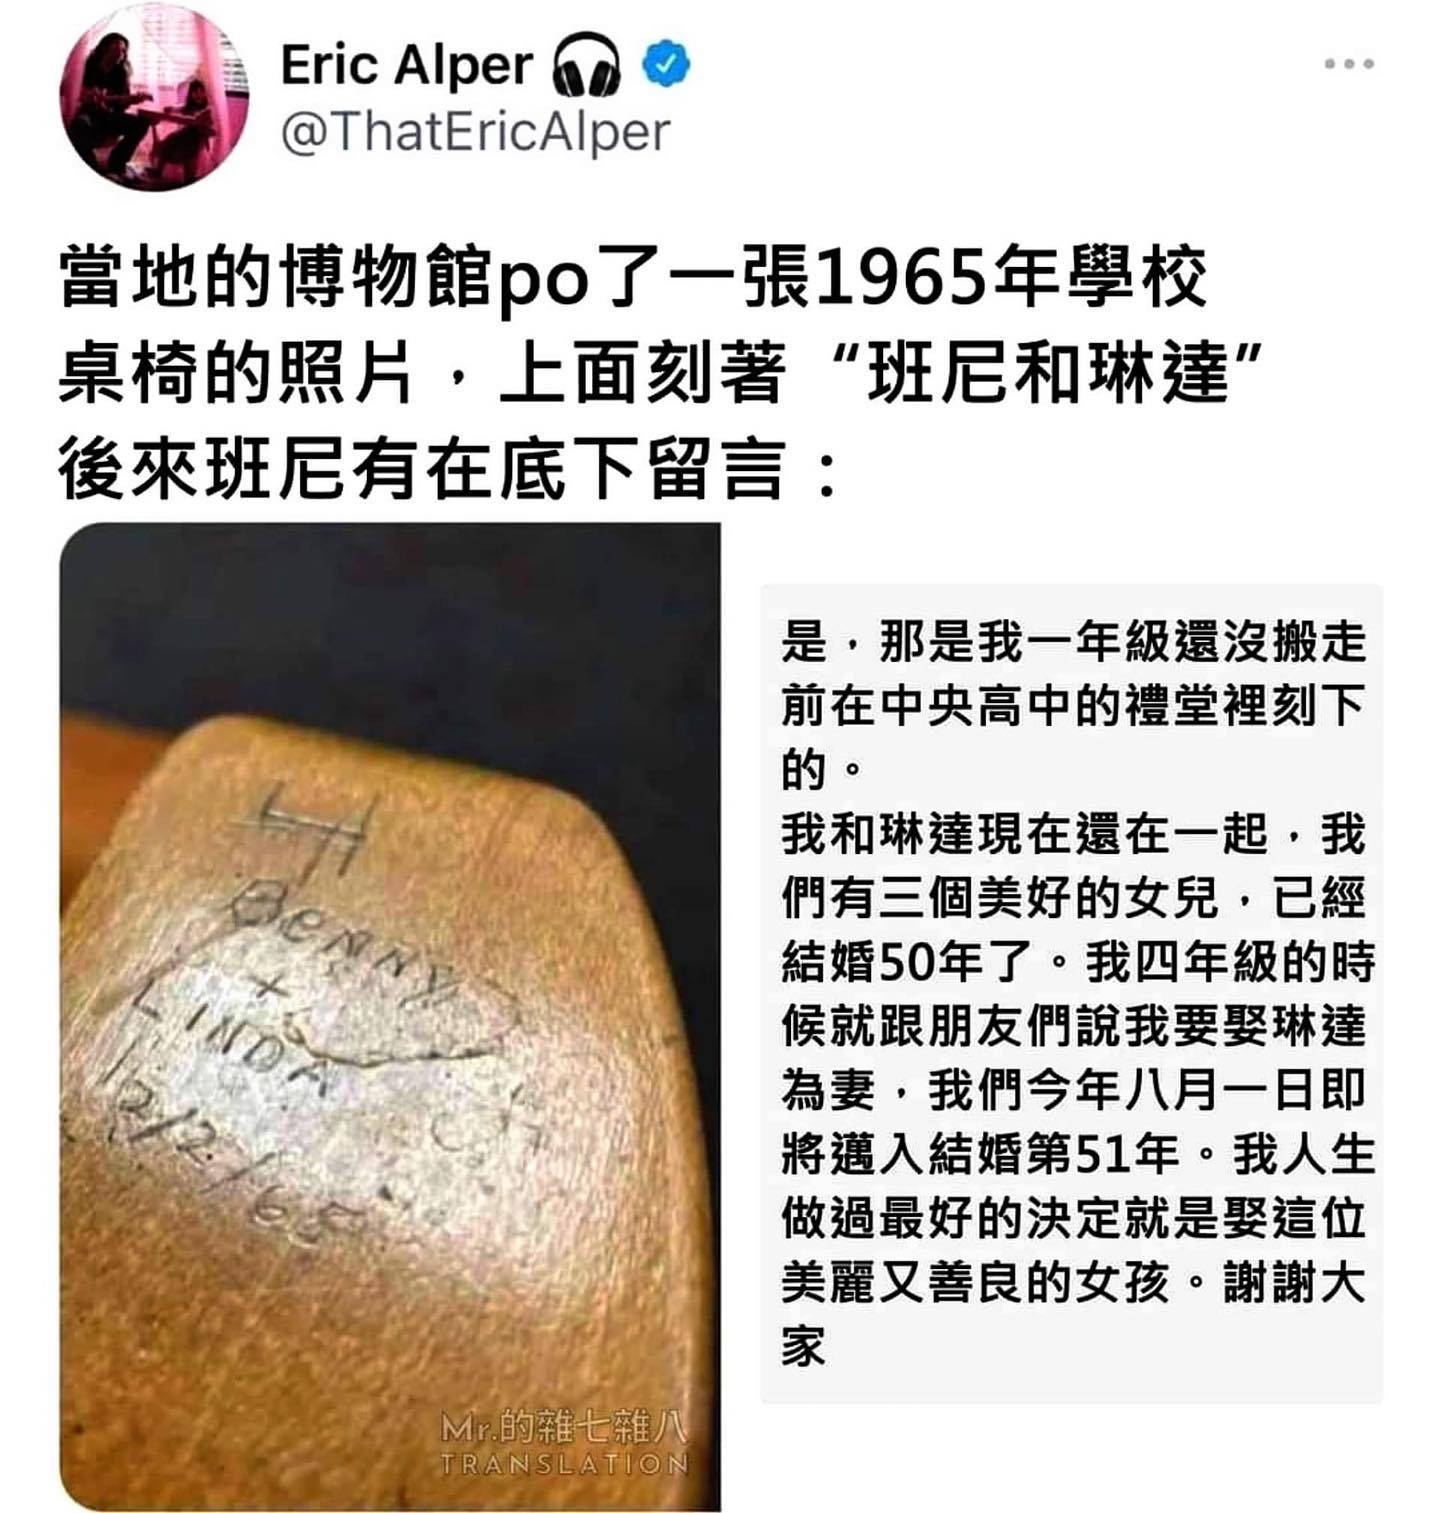 Eric Alper
@ThatEricAlper
當地的博物館po了一張1965年學校
桌椅的照片，上面刻著“班尼和琳達”
後來班尼有在底下留言：
BENNY
+
LINDA
12/2/65
是，那是我一年級還沒搬走
前在中央高中的禮堂裡刻下
的。
我和琳達現在還在一起，我
們有三個美好的女兒，已經
結婚50年了。我四年級的時
候就跟朋友們說我要娶琳達
為妻，我們今年八月一日即
將邁入結婚第51年。我人生
做過最好的決定就是娶這位
美麗又善良的女孩。謝謝大
家
Mr.的雜七雜八
TRANSLATION